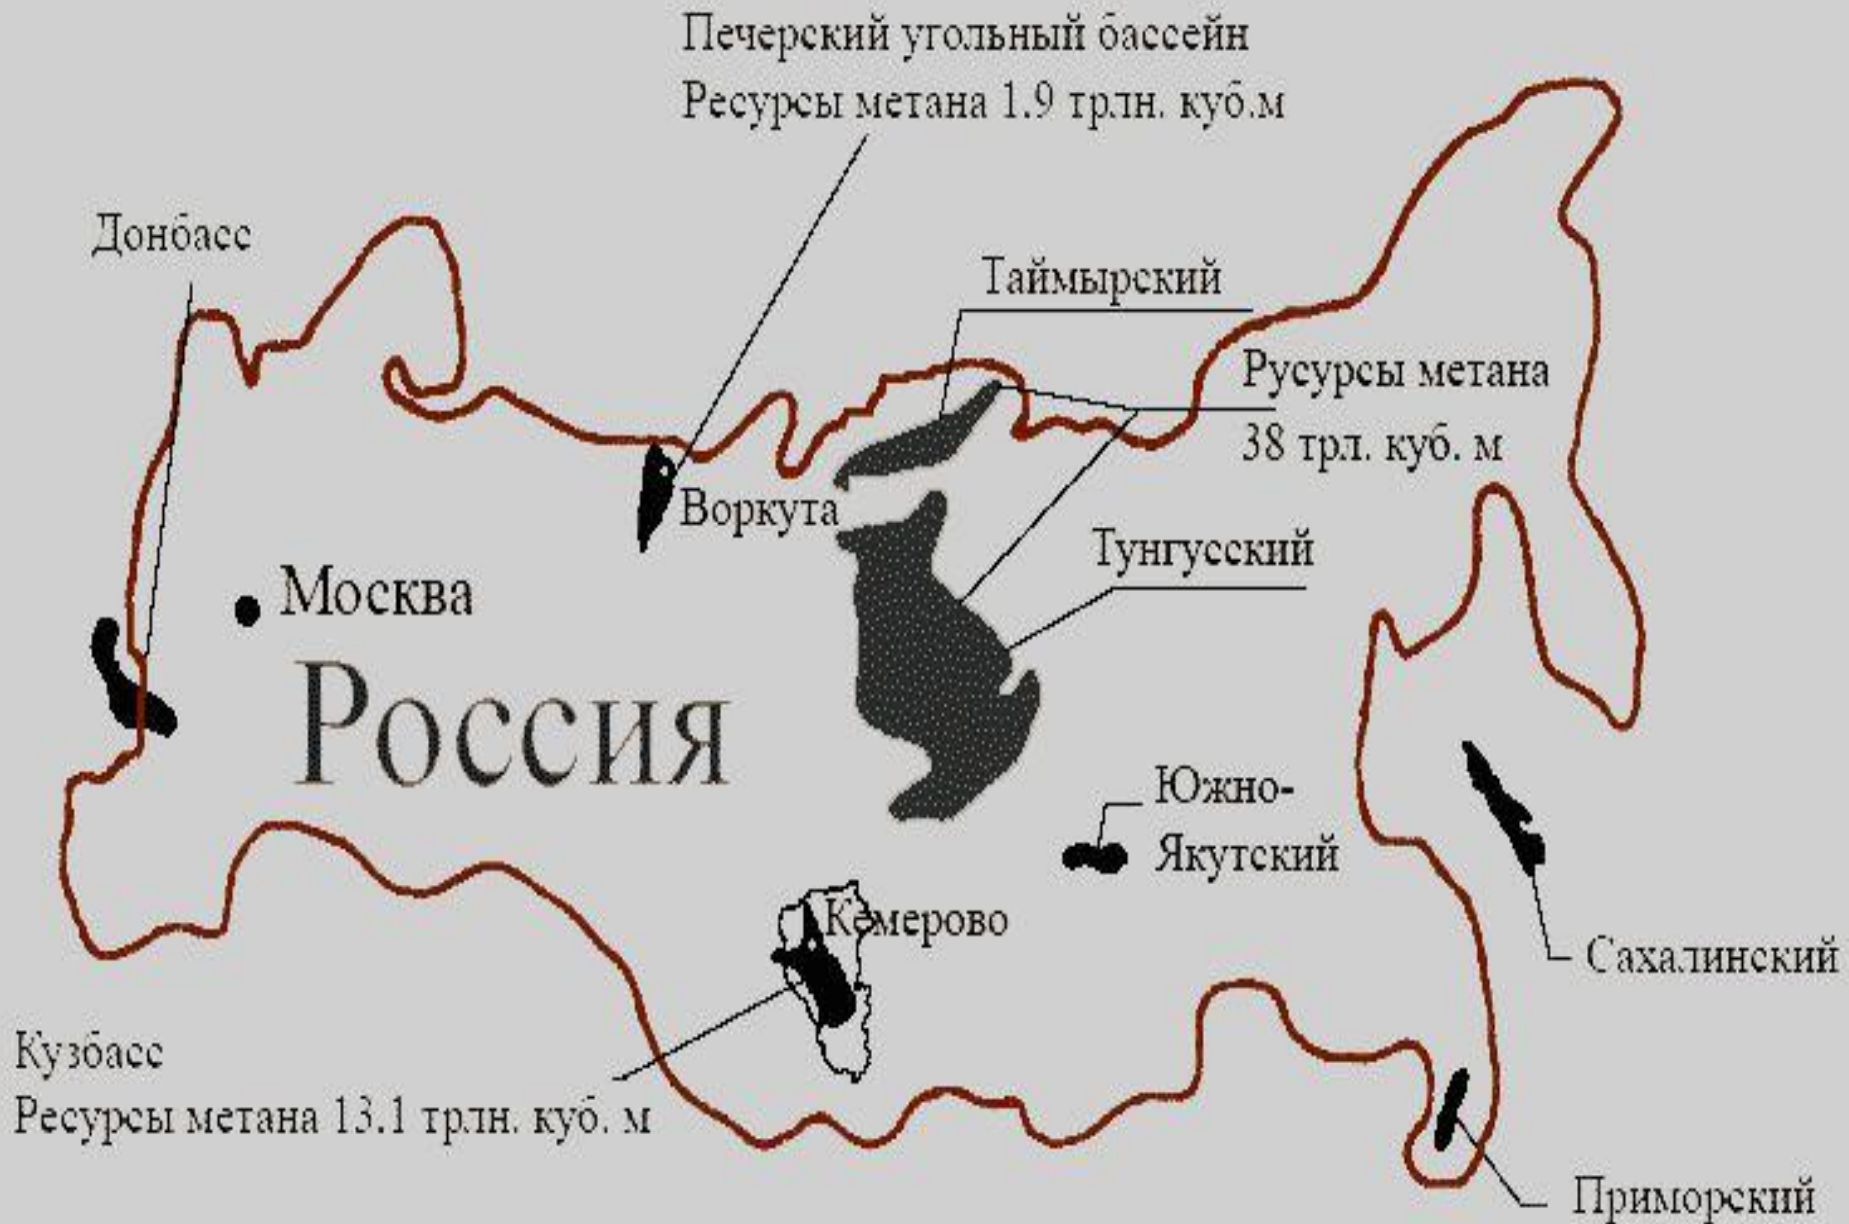 Печерский угольный бассейн
Ресурсы метана 1.9 трлн. куб.м
Донбасс
Таймырский
Русурсы метана
38 трл. куб. м
Воркута
Тунгусский
Москва
Россия
Южно-
Якутский
Кемерово
Сахалинский
Кузбасс
Ресурсы метана 13.1 трлн. куб. м
Приморский